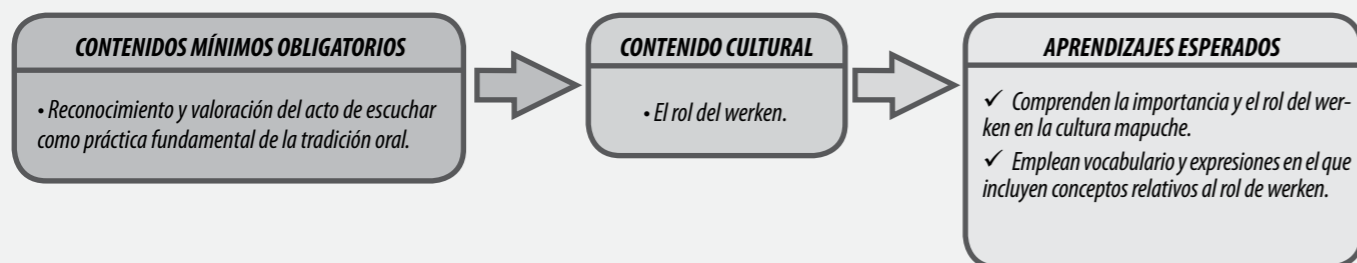 CONTENIDOS MÍNIMOS OBLIGATORIOS
• Reconocimiento y valoración del acto de escuchar
como práctica fundamental de la tradición oral.
CONTENIDO CULTURAL
• El rol del werken.
APRENDIZAJES ESPERADOS
✓ Comprenden la importancia y el rol del wer-
ken en la cultura mapuche.
✓ Emplean vocabulario y expresiones en el que
incluyen conceptos relativos al rol de werken.